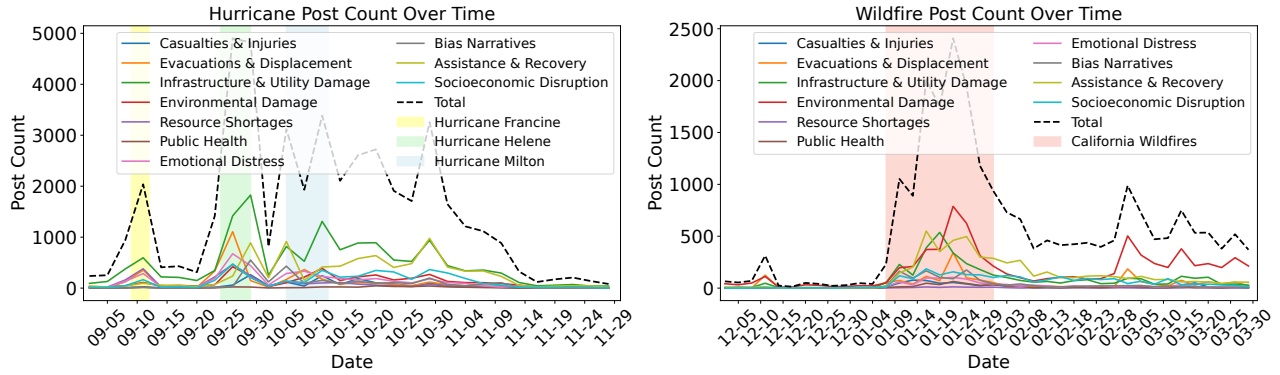 Hurricane Post Count Over Time
Post Count
5000
4000
3000
2000
1000
0
Casualties & Injuries
Evacuations & Displacement
Infrastructure & Utility Damage
Environmental Damage
Resource Shortages
Public Health
Emotional Distress
Bias Narratives
Assistance & Recovery
Socioeconomic Disruption
Total
Hurricane Francine
Hurricane Helene
Hurricane Milton
09-05
09-10
09-15
09-20
09-25
09-30
10-05
10-10
10-15
10-20
10-25
10-30
11-04
11-09
11-14
11-19
11-24
11-29
Date
Wildfire Post Count Over Time
Post Count
2500
2000
1500
1000
500
0
Casualties & Injuries
Evacuations & Displacement
Infrastructure & Utility Damage
Environmental Damage
Resource Shortages
Public Health
Emotional Distress
Bias Narratives
Assistance & Recovery
Socioeconomic Disruption
Total
California Wildfires
12-05
12-10
12-15
12-20
12-25
12-30
01-04
01-09
01-14
01-19
01-24
01-29
02-03
02-08
02-13
02-18
02-23
02-28
03-05
03-10
03-15
03-20
03-25
03-30
Date